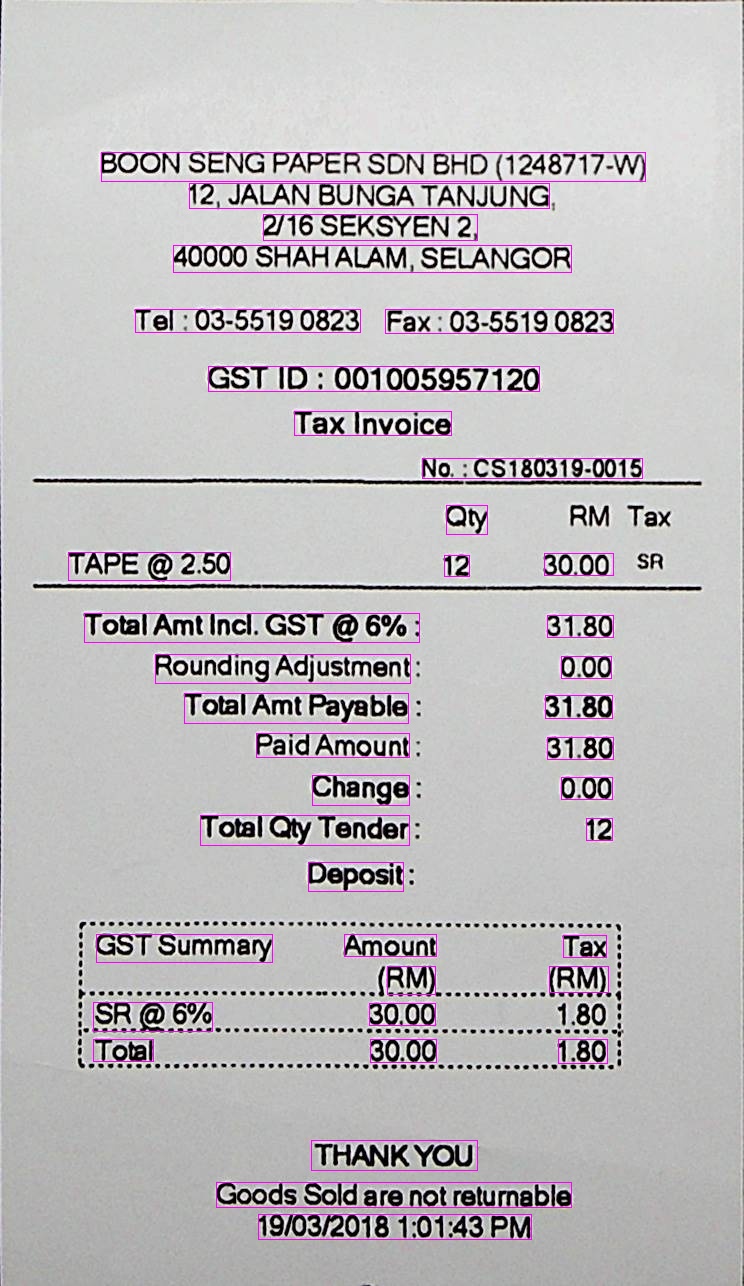 BOON SENG PAPER SDN BHD (1248717-W)
12, JALAN BUNGA TANJUNG,
2/16 SEKSYEN 2,
40000 SHAH ALAM, SELANGOR
Tel : 03-5519 0823 Fax : 03-5519 0823
GST ID : 001005957120
Tax Invoice
No. : CS180319-0015
Qty RM Tax
TAPE @ 2.50 12 30.00 SR
Total Amt Incl. GST @ 6% : 31.80
Rounding Adjustment : 0.00
Total Amt Payable : 31.80
Paid Amount : 31.80
Change : 0.00
Total Qty Tender : 12
Deposit :
GST Summary Amount Tax
(RM) (RM)
SR @ 6% 30.00 1.80
Total 30.00 1.80
THANK YOU
Goods Sold are not returnable
19/03/2018 1:01:43 PM